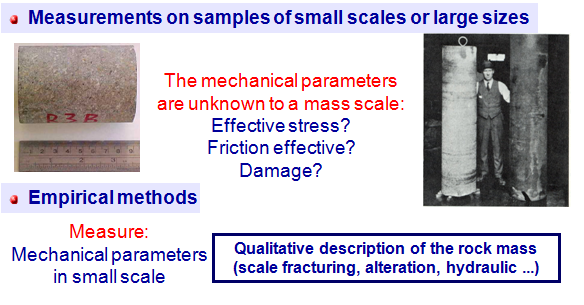 Measurements on samples of small scales or large sizes
The mechanical parameters
are unknown to a mass scale:
Effective stress?
Friction effective?
Damage?
D3B
Empirical methods
Measure:
Mechanical parameters
in small scale
Qualitative description of the rock mass
(scale fracturing, alteration, hydraulic ...)